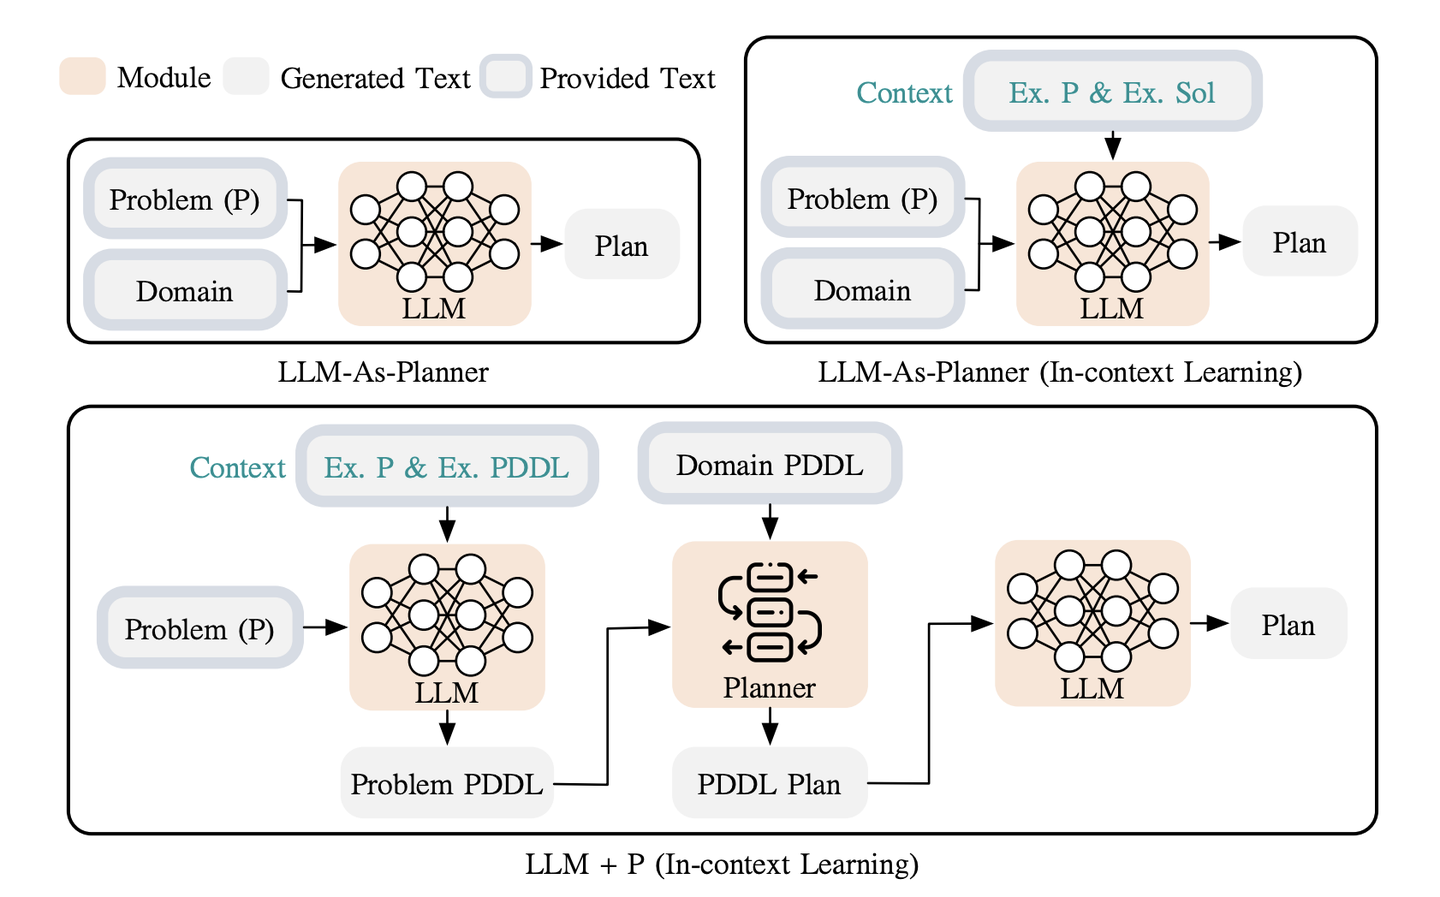 Module
Generated Text
Provided Text
Problem (P)
Domain
LLM
Plan
LLM-As-Planner
Context
Ex. P & Ex. Sol
Problem (P)
Domain
LLM
Plan
LLM-As-Planner (In-context Learning)
Context
Ex. P & Ex. PDDL
Domain PDDL
Problem (P)
LLM
Planner
LLM
Plan
Problem PDDL
PDDL Plan
LLM + P (In-context Learning)